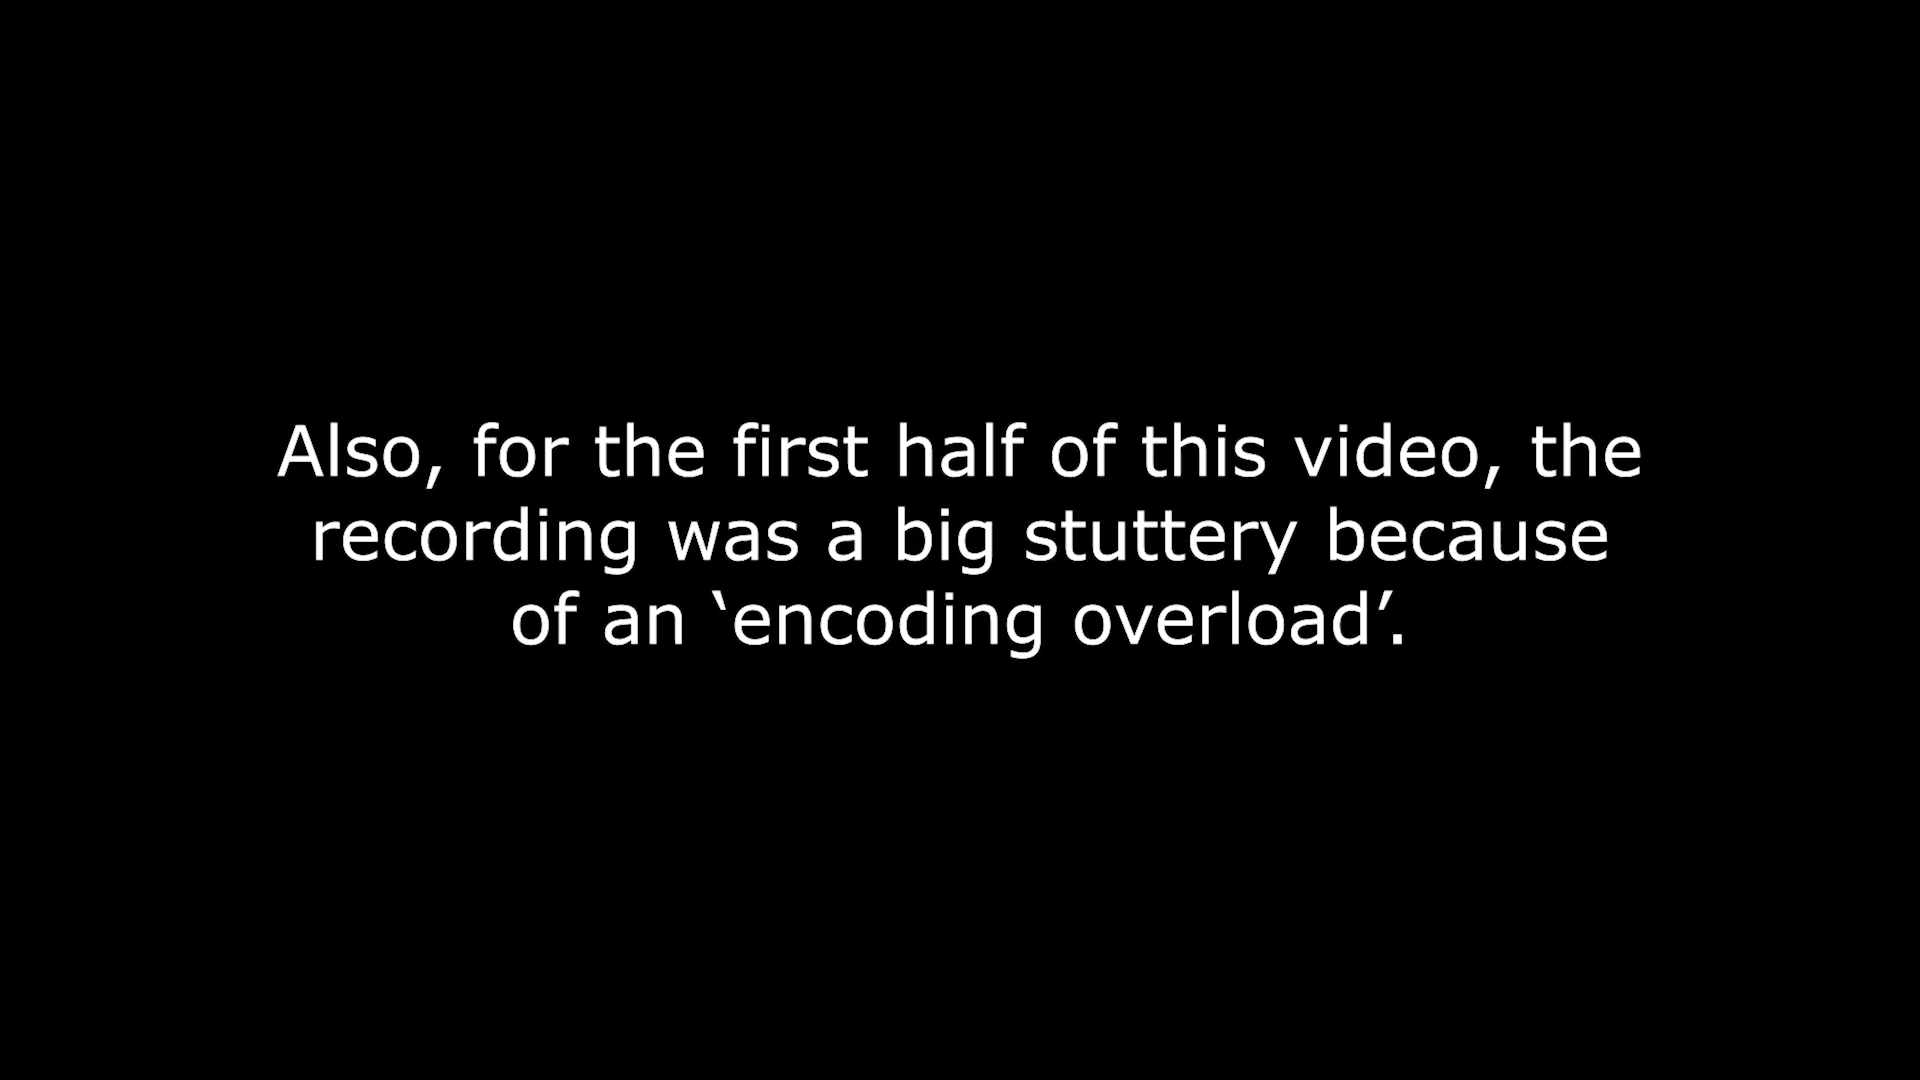 Also, for the first half of this video, the
recording was a big stuttery because
of an ‘encoding overload’.